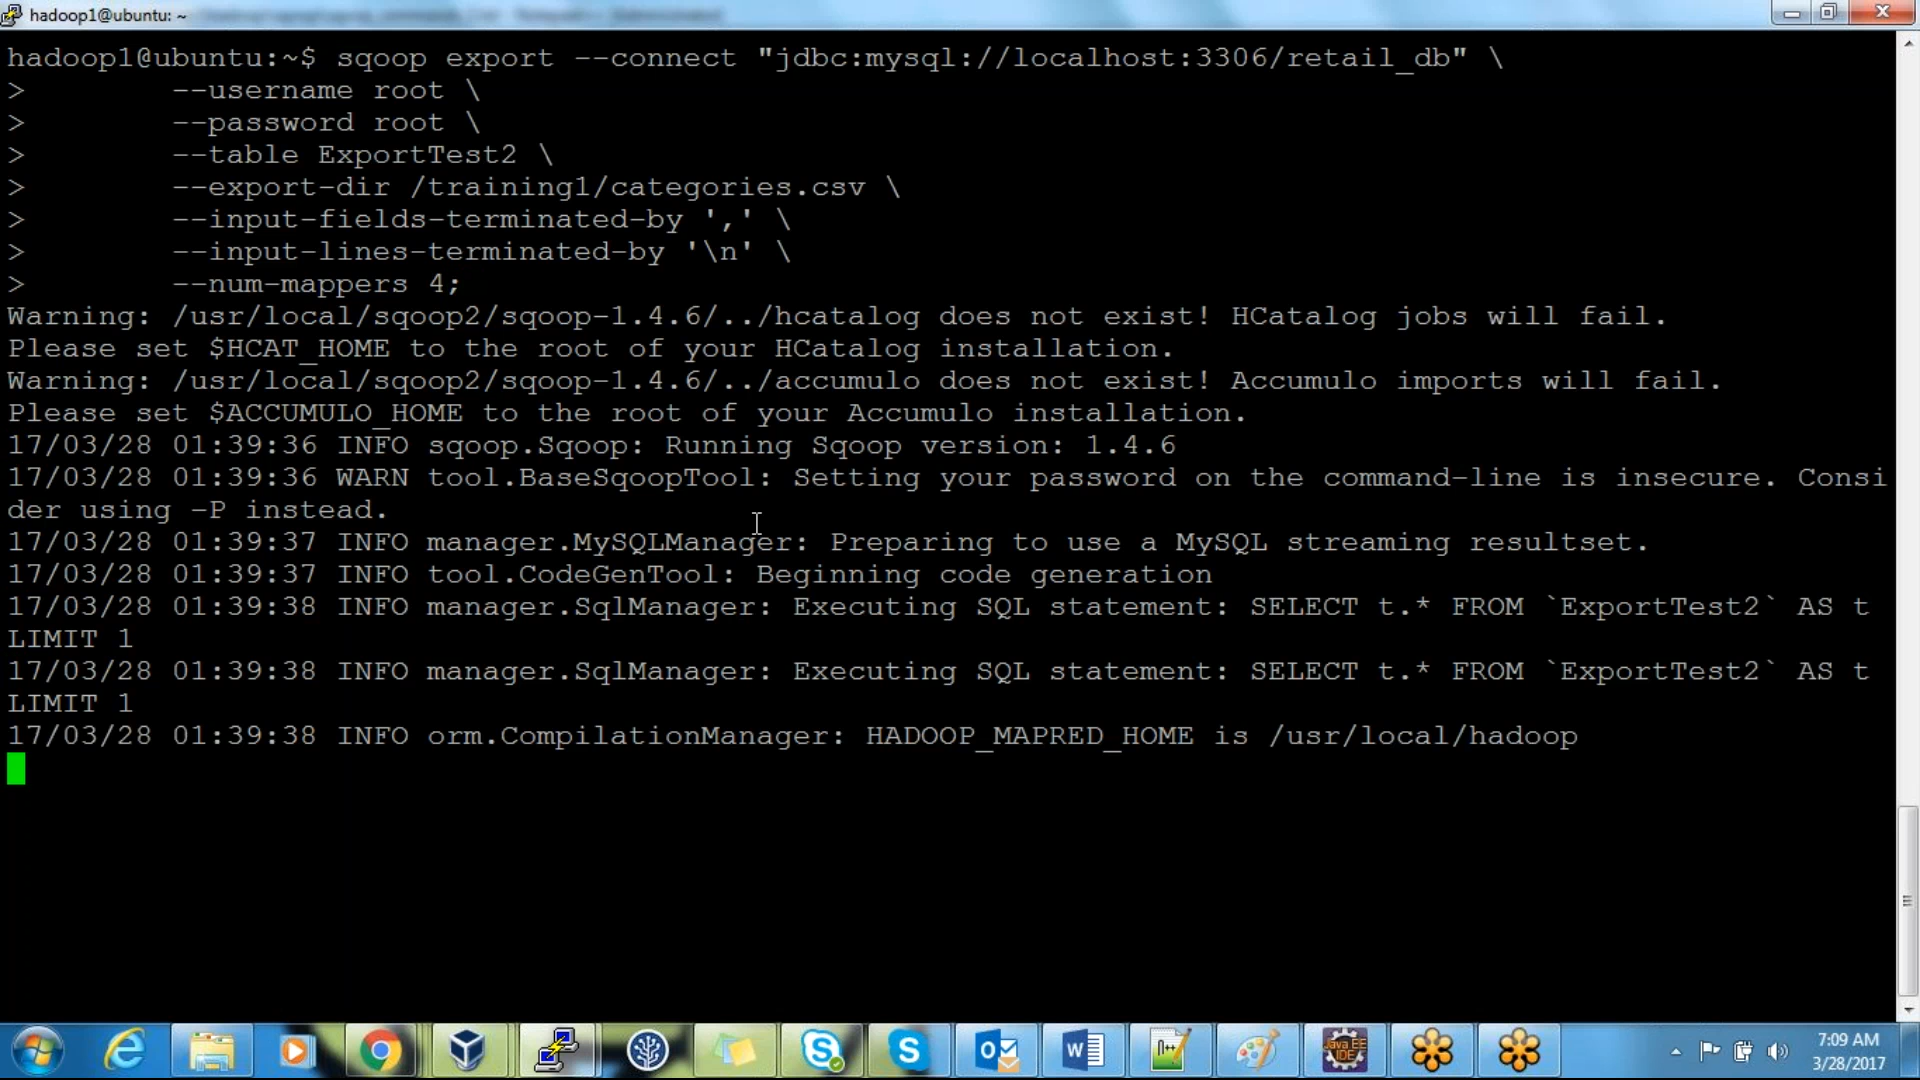 hadoop1@ubuntu: ~
hadoop1@ubuntu:~$ sqoop export --connect "jdbc:mysql://localhost:3306/retail_db" \
>        --username root \
>        --password root \
>        --table ExportTest2 \
>        --export-dir /training1/categories.csv \
>        --input-fields-terminated-by ',' \
>        --input-lines-terminated-by '\n' \
>        --num-mappers 4;
Warning: /usr/local/sqoop2/sqoop-1.4.6/../hcatalog does not exist! HCatalog jobs will fail.
Please set $HCAT_HOME to the root of your HCatalog installation.
Warning: /usr/local/sqoop2/sqoop-1.4.6/../accumulo does not exist! Accumulo imports will fail.
Please set $ACCUMULO_HOME to the root of your Accumulo installation.
17/03/28 01:39:36 INFO sqoop.Sqoop: Running Sqoop version: 1.4.6
17/03/28 01:39:36 WARN tool.BaseSqoopTool: Setting your password on the command-line is insecure. Consi
der using -P instead.
17/03/28 01:39:37 INFO manager.MySQLManager: Preparing to use a MySQL streaming resultset.
17/03/28 01:39:37 INFO tool.CodeGenTool: Beginning code generation
17/03/28 01:39:38 INFO manager.SqlManager: Executing SQL statement: SELECT t.* FROM `ExportTest2` AS t
LIMIT 1
17/03/28 01:39:38 INFO manager.SqlManager: Executing SQL statement: SELECT t.* FROM `ExportTest2` AS t
LIMIT 1
17/03/28 01:39:38 INFO orm.CompilationManager: HADOOP_MAPRED_HOME is /usr/local/hadoop
Java EE
IDE
7:09 AM
3/28/2017